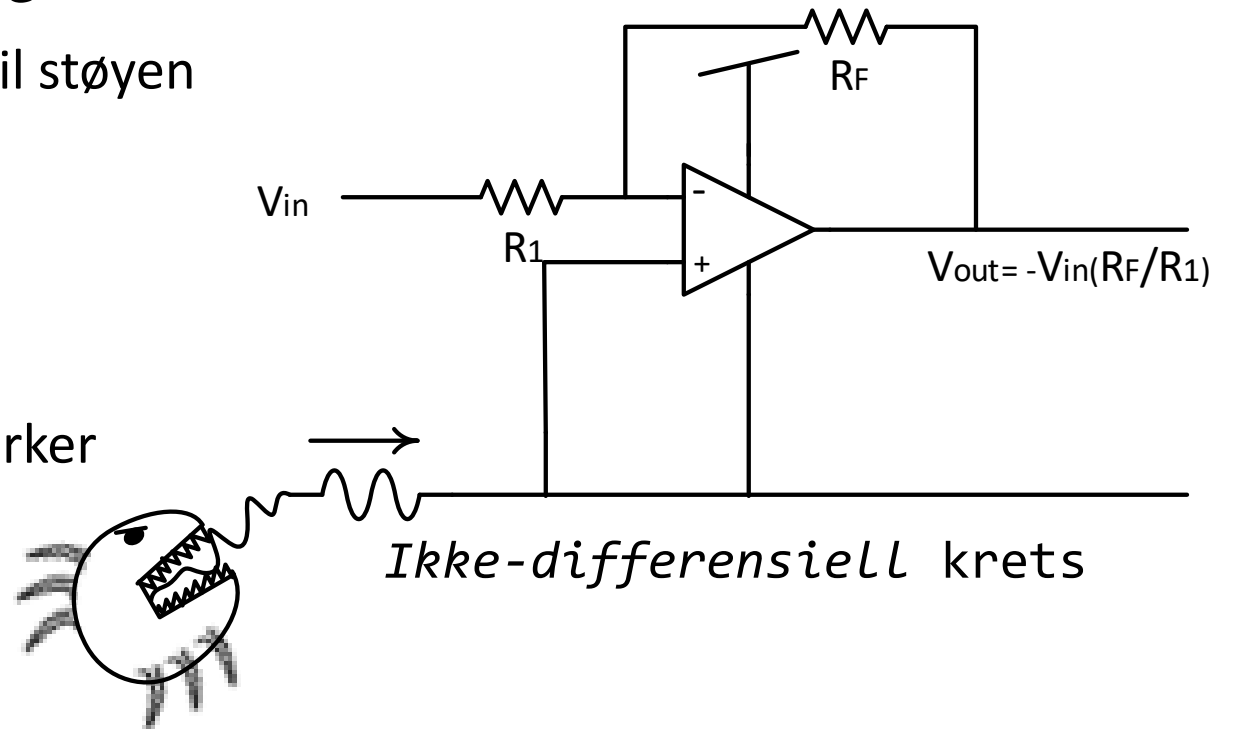 il støyen
RF
Vin
R1
-
+
Vout= -Vin(RF/R1)
rker
Ikke-differensiell krets